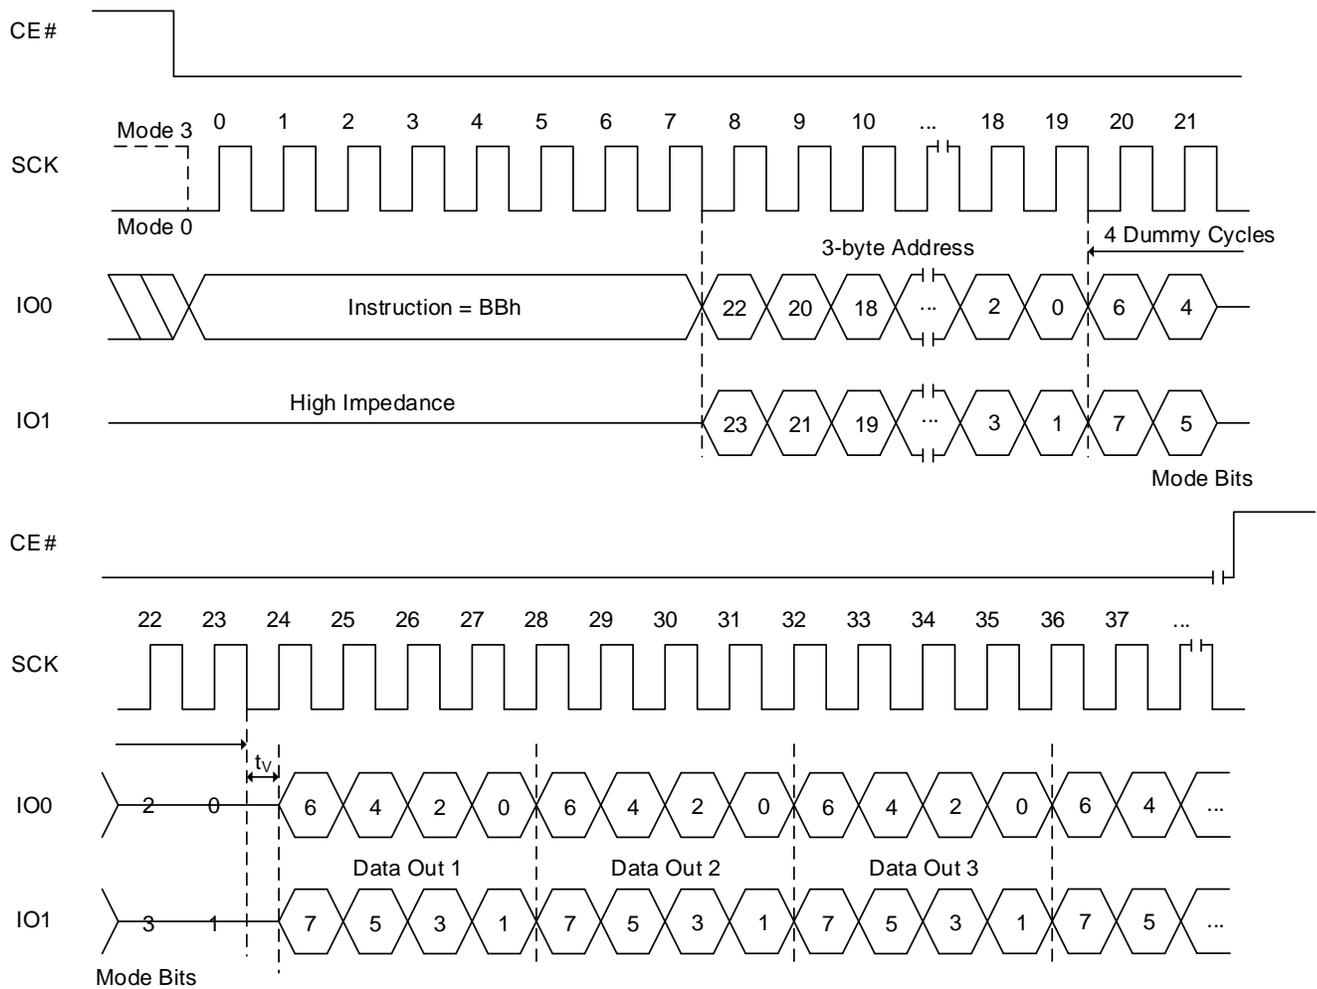 CE#
Mode 3 0 1 2 3 4 5 6 7 8 9 10 ... 18 19 20 21
SCK
Mode 0
3-byte Address
4 Dummy Cycles
IO0 Instruction = BBh 22 20 18 ... 2 0 6 4
High Impedance
IO1 23 21 19 ... 3 1 7 5
Mode Bits
CE#
22 23 24 25 26 27 28 29 30 31 32 33 34 35 36 37 ...
SCK
tV
IO0 2 0 6 4 2 0 6 4 2 0 6 4 2 0 6 4 ...
Data Out 1 Data Out 2 Data Out 3
IO1 3 1 7 5 3 1 7 5 3 1 7 5 3 1 7 5 ...
Mode Bits